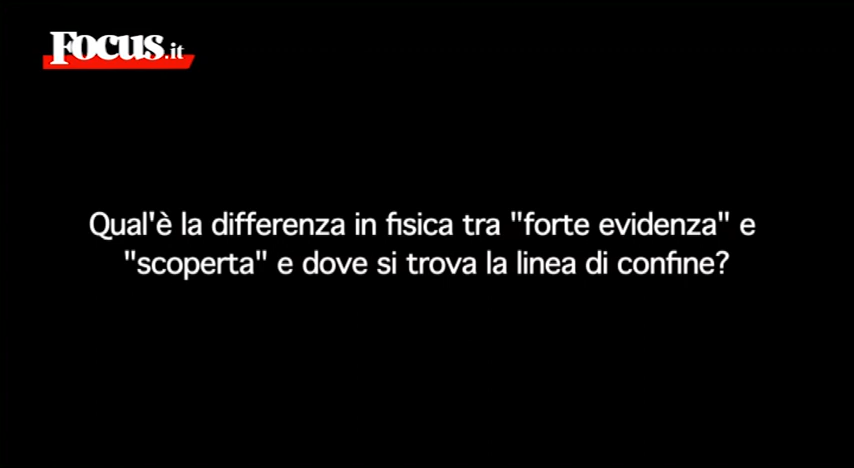 Focus.it
Qual'è la differenza in fisica tra "forte evidenza" e
"scoperta" e dove si trova la linea di confine?